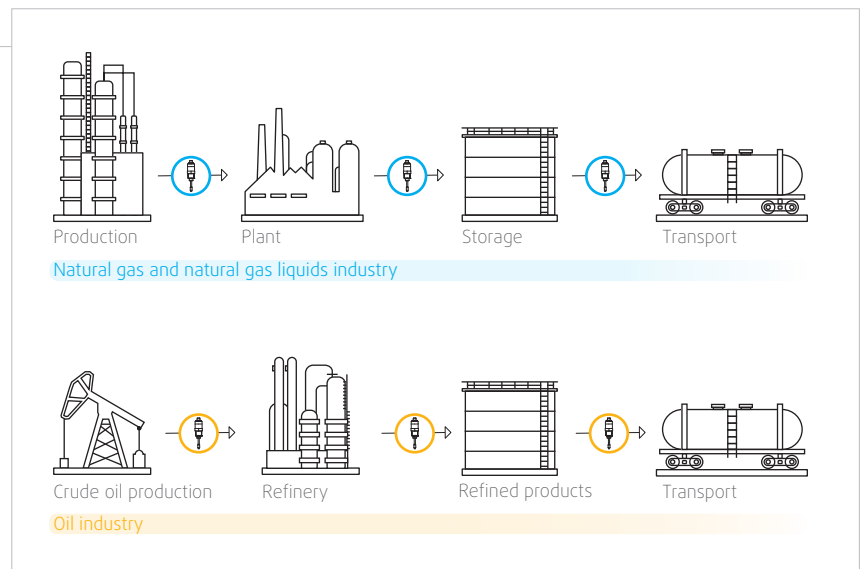 Production Plant Storage Transport
Natural gas and natural gas liquids industry
Crude oil production Refinery Refined products Transport
Oil industry